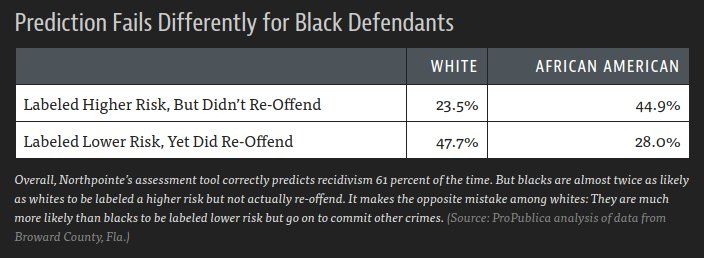 Prediction Fails Differently for Black Defendants
WHITE AFRICAN AMERICAN
Labeled Higher Risk, But Didn't Re-Offend 23.5% 44.9%
Labeled Lower Risk, Yet Did Re-Offend 47.7% 28.0%
Overall, Northpointe's assessment tool correctly predicts recidivism 61 percent of the time. But blacks are almost twice as likely
as whites to be labeled a higher risk but not actually re-offend. It makes the opposite mistake among whites: They are much
more likely than blacks to be labeled lower risk but go on to commit other crimes. (Source: ProPublica analysis of data from
Broward County, Fla.)